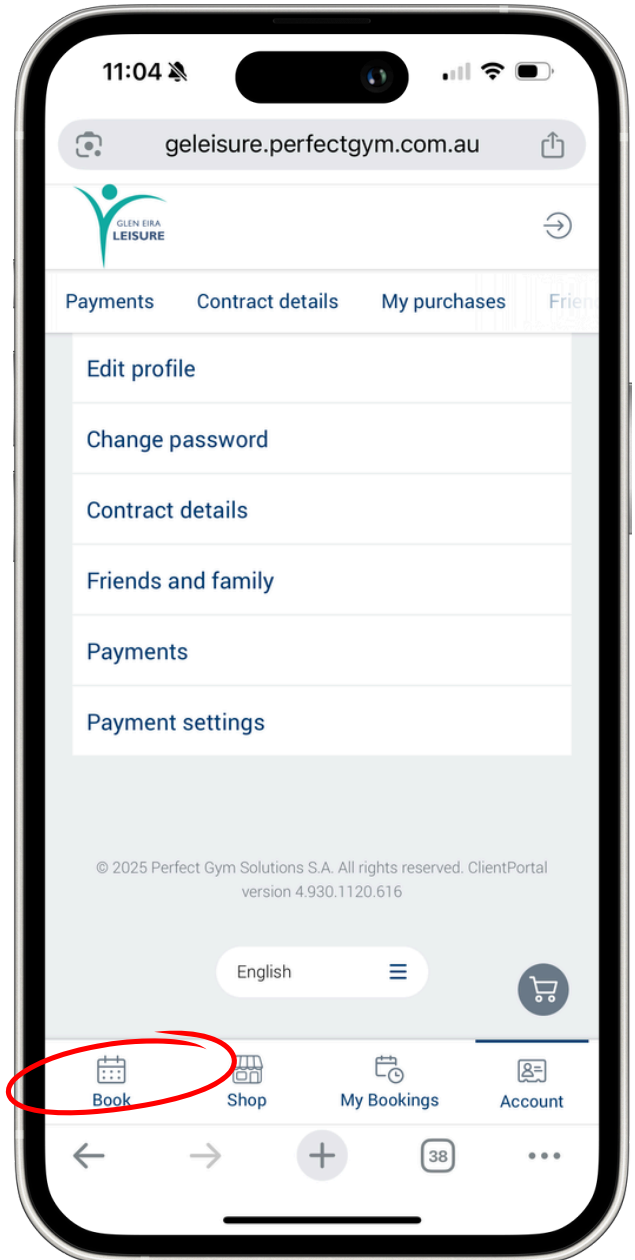 11:04
geleisure.perfectgym.com.au
GLEN EIRA
LEISURE
Payments Contract details My purchases Frien
Edit profile
Change password
Contract details
Friends and family
Payments
Payment settings
© 2025 Perfect Gym Solutions S.A. All rights reserved. ClientPortal
version 4.930.1120.616
English
Book Shop My Bookings Account
38